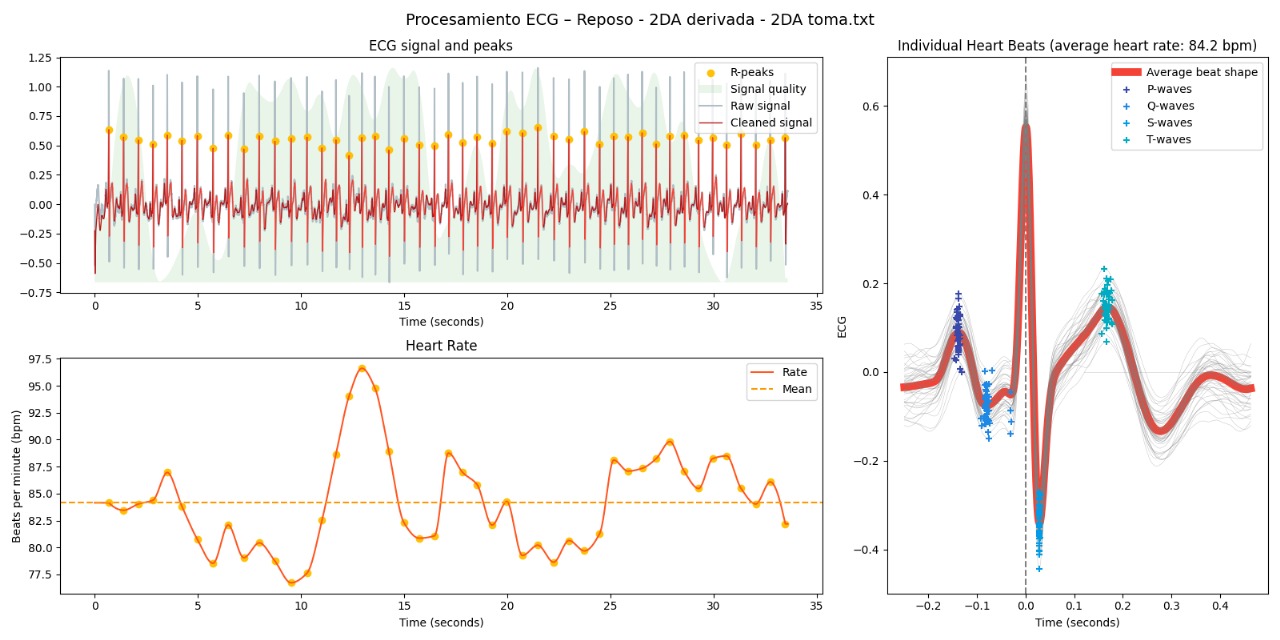 Procesamiento ECG – Reposo - 2DA derivada - 2DA toma.txt
ECG signal and peaks
1.25
1.00
0.75
0.50
0.25
0.00
−0.25
−0.50
−0.75
R-peaks
Signal quality
Raw signal
Cleaned signal
0 5 10 15 20 25 30 35
Time (seconds)
Heart Rate
Beats per minute (bpm)
97.5
95.0
92.5
90.0
87.5
85.0
82.5
80.0
77.5
Rate
Mean
0 5 10 15 20 25 30 35
Time (seconds)
Individual Heart Beats (average heart rate: 84.2 bpm)
ECG
0.6
0.4
0.2
0.0
−0.2
−0.4
Average beat shape
P-waves
Q-waves
S-waves
T-waves
−0.2 −0.1 0.0 0.1 0.2 0.3 0.4
Time (seconds)